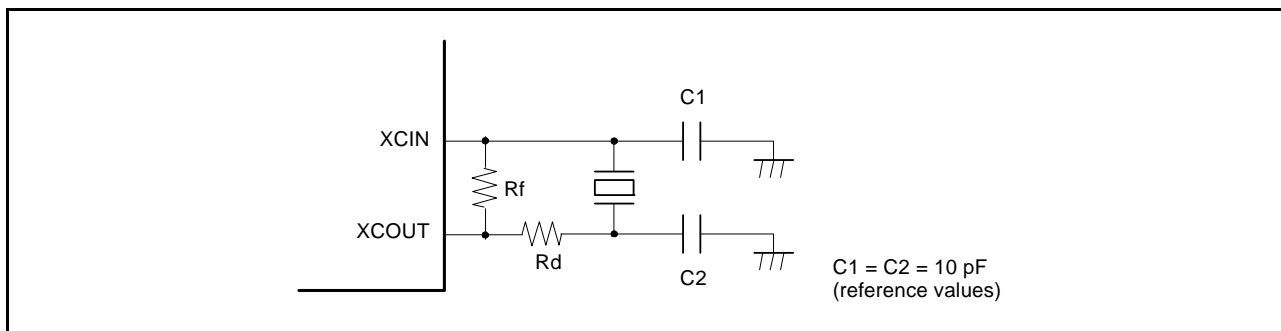 C1
XCIN
Rf
XCOUT
Rd
C2
C1 = C2 = 10 pF
(reference values)